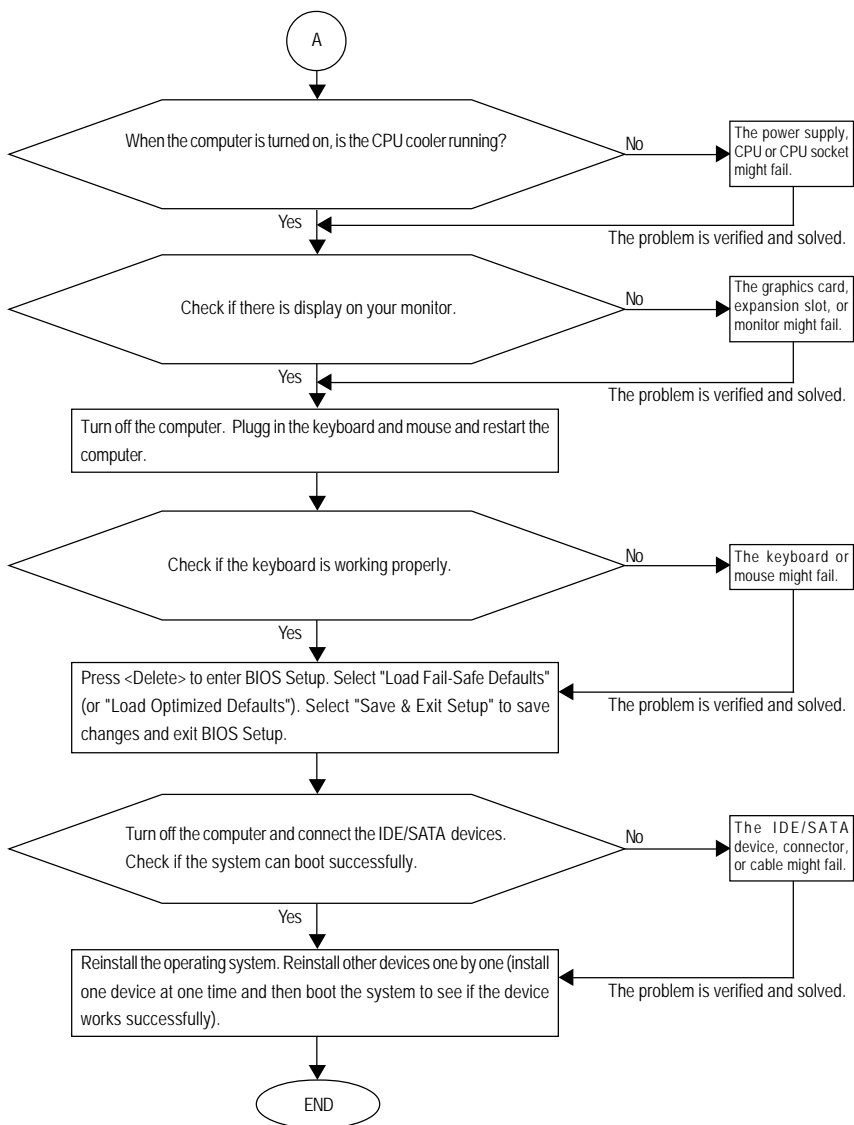 A
When the computer is turned on, is the CPU cooler running?
No
The power supply,
CPU or CPU socket
might fail.
Yes
The problem is verified and solved.
Check if there is display on your monitor.
No
The graphics card,
expansion slot, or
monitor might fail.
Yes
The problem is verified and solved.
Turn off the computer. Plugg in the keyboard and mouse and restart the
computer.
Check if the keyboard is working properly.
No
The keyboard or
mouse might fail.
Yes
Press <Delete> to enter BIOS Setup. Select "Load Fail-Safe Defaults"
(or "Load Optimized Defaults"). Select "Save & Exit Setup" to save
changes and exit BIOS Setup.
The problem is verified and solved.
Turn off the computer and connect the IDE/SATA devices.
Check if the system can boot successfully.
No
The IDE/SATA
device, connector,
or cable might fail.
Yes
Reinstall the operating system. Reinstall other devices one by one (install
one device at one time and then boot the system to see if the device
works successfully).
The problem is verified and solved.
END